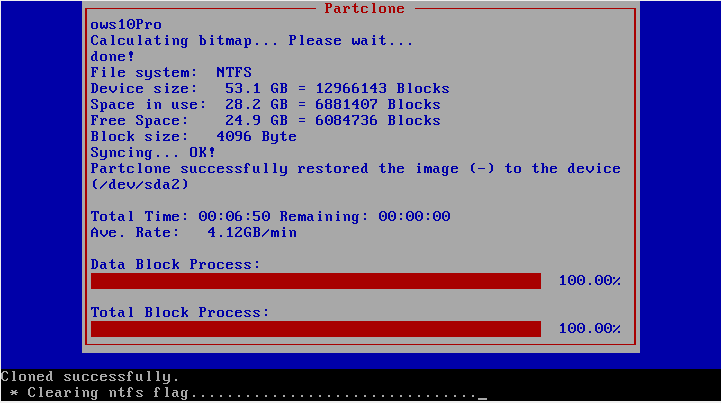 Partclone
ows10Pro
Calculating bitmap... Please wait...
done!
File system:  NTFS
Device size:   53.1 GB = 12966143 Blocks
Space in use:  28.2 GB = 6881407 Blocks
Free Space:    24.9 GB = 6084736 Blocks
Block size:   4096 Byte
Syncing... OK!
Partclone successfully restored the image (-) to the device
(/dev/sda2)
Total Time: 00:06:50 Remaining: 00:00:00
Ave. Rate:   4.12GB/min
Data Block Process:
100.00%
Total Block Process:
100.00%
Cloned successfully.
* Clearing ntfs flag................................_